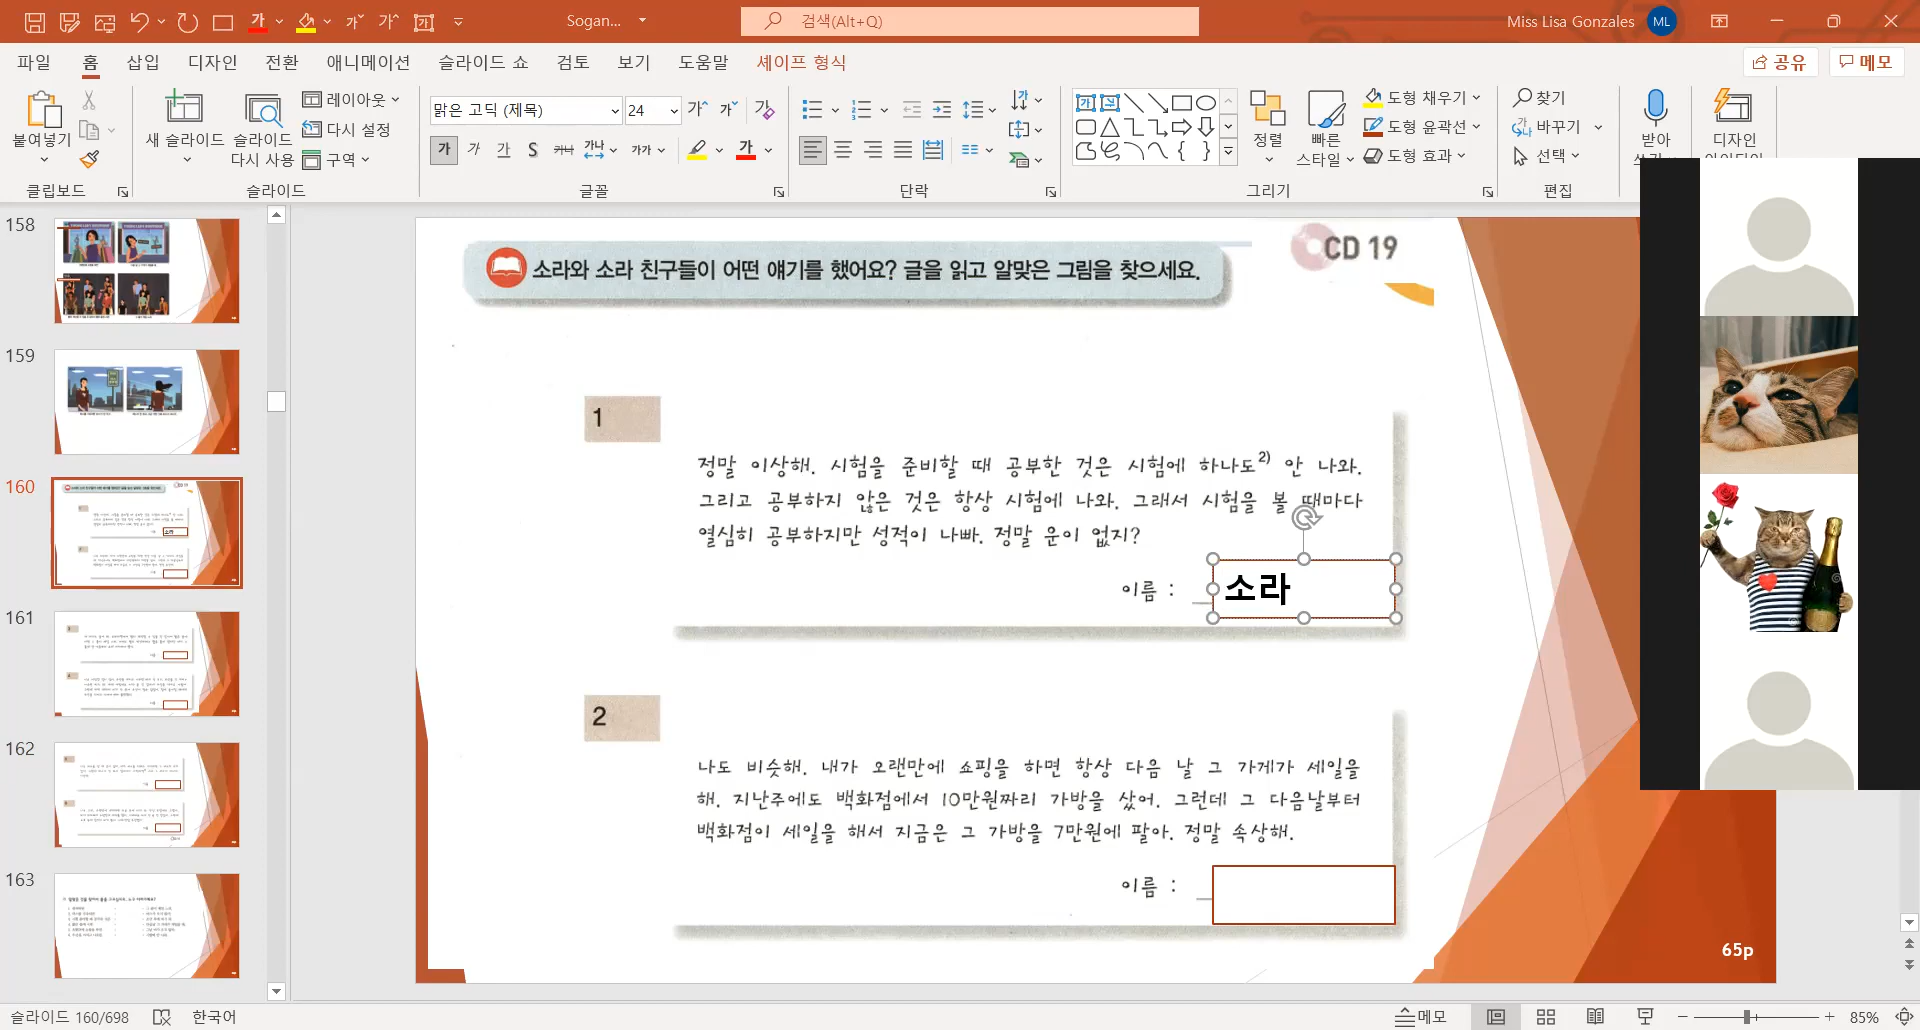 Sogan...
검색(Alt+Q)
Miss Lisa Gonzales
ML
파일
홈
삽입
디자인
전환
애니메이션
슬라이드 쇼
검토
보기
도움말
셰이프 형식
공유
메모
붙여넣기
클립보드
새 슬라이드
슬라이드 다시 사용
레이아웃
다시 설정
구역
슬라이드
맑은 고딕 (제목)
24
글꼴
단락
정렬
빠른 스타일
도형 채우기
도형 윤곽선
도형 효과
그리기
찾기
바꾸기
선택
편집
받아
디자인
158
159
160
161
162
163
소라와 소라 친구들이 어떤 얘기를 했어요? 글을 읽고 알맞은 그림을 찾으세요.
CD 19
1
정말 이상해. 시험을 준비할 때 공부한 것은 시험에 하나도2) 안 나와.
그리고 공부하지 않은 것은 항상 시험에 나와. 그래서 시험을 볼 때마다
열심히 공부하지만 성적이 나빠. 정말 운이 없지?
이름 : 소라
2
나도 비슷해. 내가 오랜만에 쇼핑을 하면 항상 다음 날 그 가게가 세일을
해. 지난주에도 백화점에서 10만원짜리 가방을 샀어. 그런데 그 다음날부터
백화점이 세일을 해서 지금은 그 가방을 7만원에 팔아. 정말 속상해.
이름 :
65p
슬라이드 160/698
한국어
메모
85%